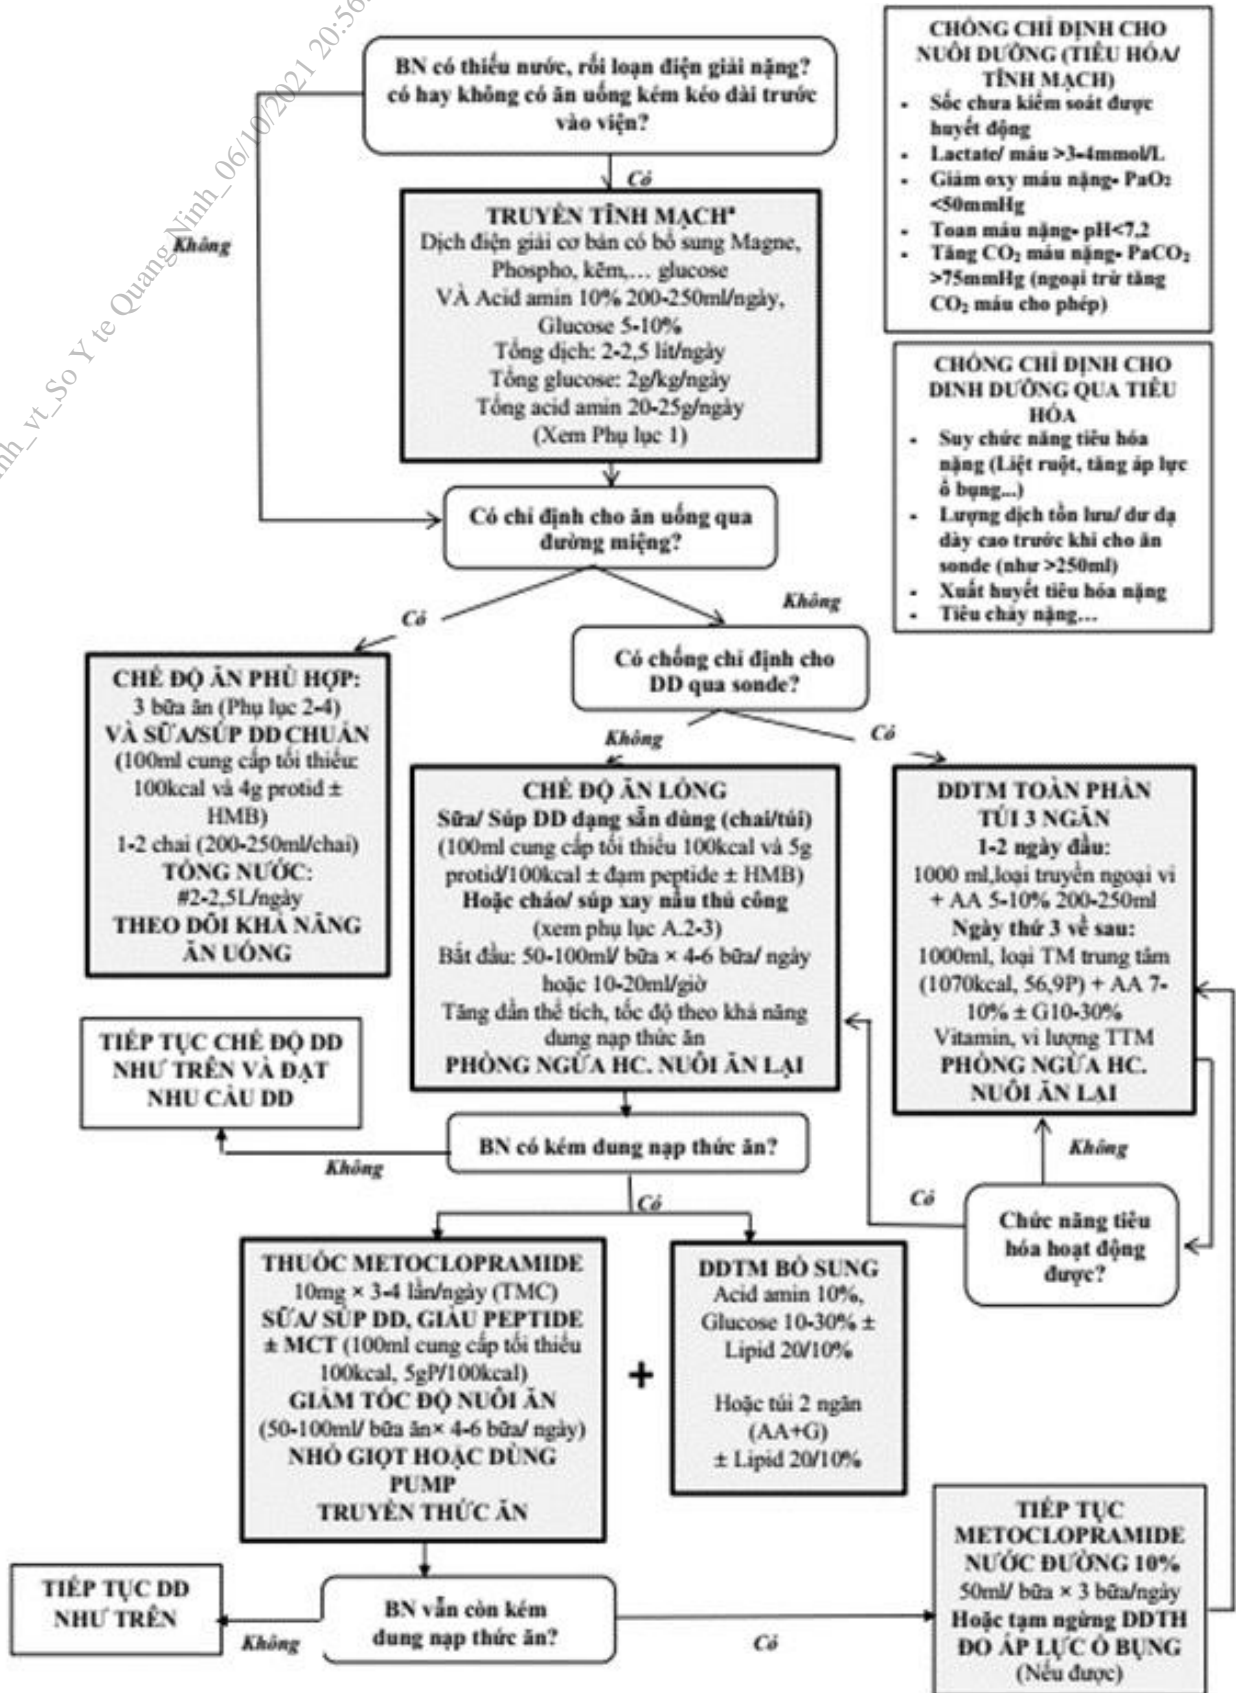 BN có thiếu nước, rối loạn điện giải nặng?
có hay không có ăn uống kém kéo dài trước
vào viện?
Có
Không
TRUYỀN TĨNH MẠCH*
Dịch điện giải cơ bản có bổ sung Magne,
Phospho, kẽm,... glucose
VÀ Acid amin 10% 200-250ml/ngày,
Glucose 5-10%
Tổng dịch: 2-2,5 lít/ngày
Tổng glucose: 2g/kg/ngày
Tổng acid amin 20-25g/ngày
(Xem Phụ lục 1)
CHỐNG CHỈ ĐỊNH CHO
NUÔI DƯỠNG (TIÊU HÓA/
TĨNH MẠCH)
- Sốc chưa kiểm soát được
huyết động
- Lactate/ máu >3-4mmol/L
- Giảm oxy máu nặng- PaO₂
<50mmHg
- Toan máu nặng- pH<7,2
- Tăng CO₂ máu nặng- PaCO₂
>75mmHg (ngoại trừ tăng
CO₂ máu cho phép)
CHỐNG CHỈ ĐỊNH CHO
DINH DƯỠNG QUA TIÊU
HÓA
- Suy chức năng tiêu hóa
nặng (Liệt ruột, tăng áp lực
ổ bụng...)
- Lượng dịch tồn lưu/ dư dạ
dày cao trước khi cho ăn
sonde (như >250ml)
- Xuất huyết tiêu hóa nặng
- Tiêu chảy nặng...
Có chỉ định cho ăn uống qua
đường miệng?
Có
Không
CHẾ ĐỘ ĂN PHÙ HỢP:
3 bữa ăn (Phụ lục 2-4)
VÀ SỮA/SÚP DD CHUẨN
(100ml cung cấp tối thiểu:
100kcal và 4g protid ±
HMB)
1-2 chai (200-250ml/chai)
TỔNG NƯỚC:
#2-2,5L/ngày
THEO DÕI KHẢ NĂNG
ĂN UỐNG
Có chống chỉ định cho
DD qua sonde?
Không
Có
CHẾ ĐỘ ĂN LỎNG
Sữa/ Súp DD dạng sẵn dùng (chai/túi)
(100ml cung cấp tối thiểu 100kcal và 5g
protid/100kcal ± đạm peptide ± HMB)
Hoặc cháo/ súp xay nấu thủ công
(xem phụ lục A.2-3)
Bắt đầu: 50-100ml/ bữa × 4-6 bữa/ ngày
hoặc 10-20ml/giờ
Tăng dần thể tích, tốc độ theo khả năng
dung nạp thức ăn
PHÒNG NGỪA HC. NUÔI ĂN LẠI
DDTM TOÀN PHẦN
TÚI 3 NGĂN
1-2 ngày đầu:
1000 ml,loại truyền ngoại vi
+ AA 5-10% 200-250ml
Ngày thứ 3 về sau:
1000ml, loại TM trung tâm
(1070kcal, 56,9P) + AA 7-
10% ± G10-30%
Vitamin, vi lượng TTM
PHÒNG NGỪA HC.
NUÔI ĂN LẠI
TIẾP TỤC CHẾ ĐỘ DD
NHƯ TRÊN VÀ ĐẠT
NHU CẦU DD
BN có kém dung nạp thức ăn?
Không
Có
Chức năng tiêu
hóa hoạt động
được?
Không
Có
THUỐC METOCLOPRAMIDE
10mg × 3-4 lần/ngày (TMC)
SỮA/ SÚP DD, GIÀU PEPTIDE
± MCT (100ml cung cấp tối thiểu
100kcal, 5gP/100kcal)
GIẢM TỐC ĐỘ NUÔI ĂN
(50-100ml/ bữa ăn× 4-6 bữa/ ngày)
NHỎ GIỌT HOẶC DÙNG
PUMP
TRUYỀN THỨC ĂN
+
DDTM BỔ SUNG
Acid amin 10%,
Glucose 10-30% ±
Lipid 20/10%
Hoặc túi 2 ngăn
(AA+G)
± Lipid 20/10%
BN vẫn còn kém
dung nạp thức ăn?
Không
Có
TIẾP TỤC DD
NHƯ TRÊN
TIẾP TỤC
METOCLOPRAMIDE
NƯỚC ĐƯỜNG 10%
50ml/ bữa × 3 bữa/ngày
Hoặc tạm ngừng DDTH
ĐO ÁP LỰC Ổ BỤNG
(Nếu được)
nh_vt_So Y te Quang Ninh_06/10/2021 20:56: